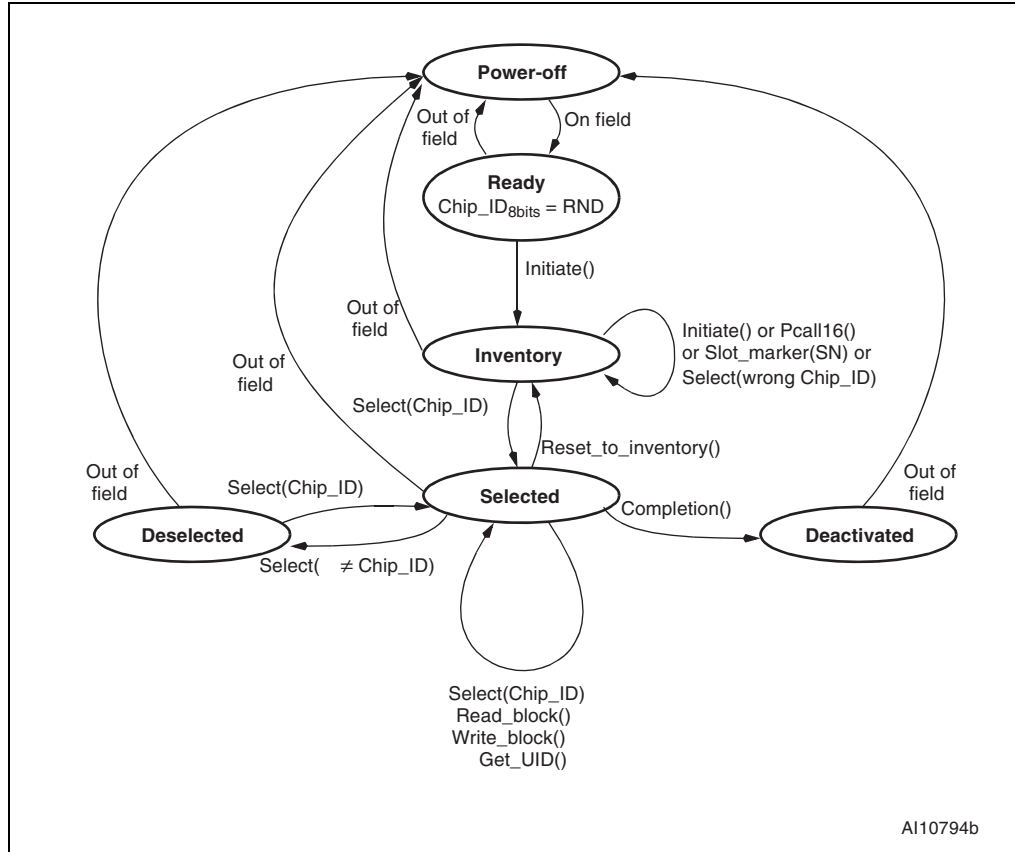 Power-off
Out of
field
On field
Ready
Chip_ID8bits = RND
Initiate()
Out of
field
Inventory
Initiate() or Pcall16()
or Slot_marker(SN) or
Select(wrong Chip_ID)
Out of
field
Select(Chip_ID)
Reset_to_inventory()
Out of
field
Select(Chip_ID)
Selected
Completion()
Out of
field
Deselected
Deactivated
Select( ≠ Chip_ID)
Select(Chip_ID)
Read_block()
Write_block()
Get_UID()
AI10794b